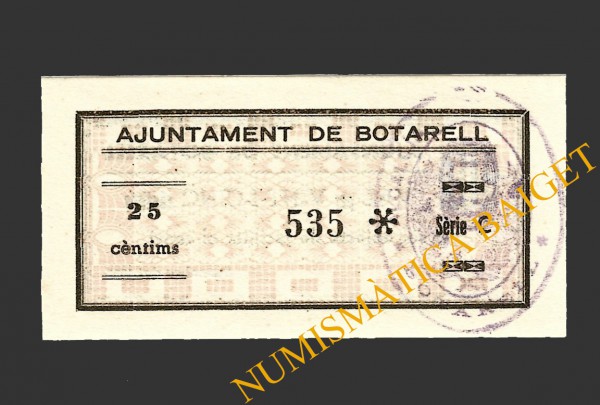 AJUNTAMENT DE BOTARELL
25
cèntims
535 *
Sèrie C
NUMISMÀTICA BAIGET